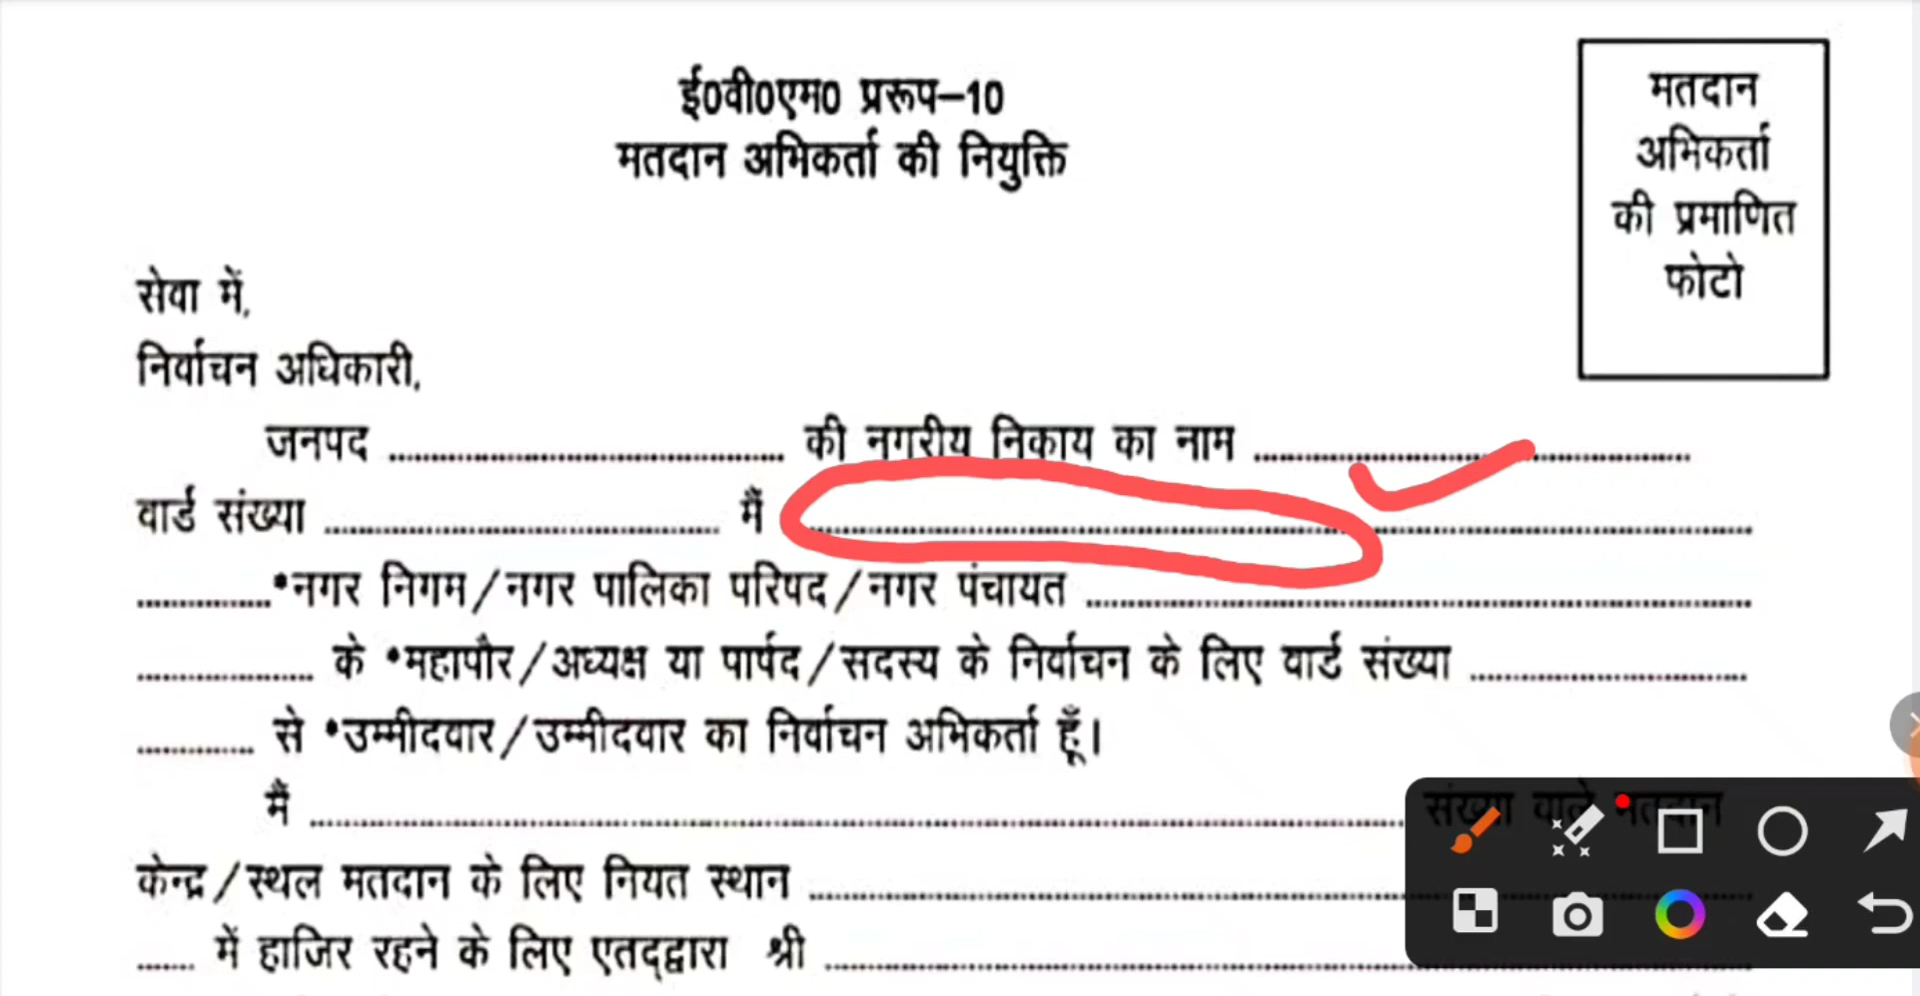 ई0वी0एम0 प्ररूप–10
मतदान अभिकर्ता की नियुक्ति
मतदान
अभिकर्ता
की प्रमाणित
फोटो
सेवा में,
निर्वाचन अधिकारी,
जनपद ........................................ की नगरीय निकाय का नाम ........................................
वार्ड संख्या ........................................ मैं ........................................
.............*नगर निगम/नगर पालिका परिषद/नगर पंचायत ........................................
.................. के *महापौर/अध्यक्ष या पार्षद/सदस्य के निर्वाचन के लिए वार्ड संख्या ............................
............ से *उम्मीदवार/उम्मीदवार का निर्वाचन अभिकर्ता हूँ।
मैं ........................................ संख्या वाले मतदान
केन्द्र/स्थल मतदान के लिए नियत स्थान ........................................
...... में हाजिर रहने के लिए एतद्द्वारा श्री ........................................